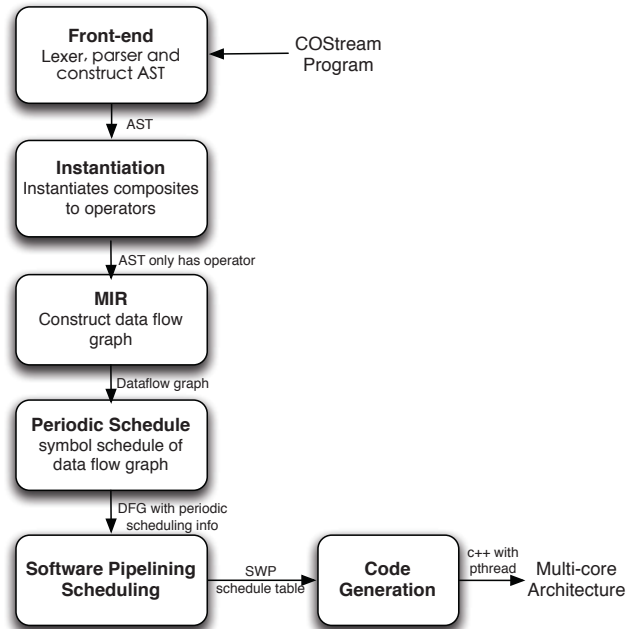 Front-end
Lexer, parser and
construct AST
COStream
Program
AST
Instantiation
Instantiates composites
to operators
AST only has operator
MIR
Construct data flow
graph
Dataflow graph
Periodic Schedule
symbol schedule of
data flow graph
DFG with periodic
scheduling info
Software Pipelining
Scheduling
SWP
schedule table
Code
Generation
c++ with
pthread
Multi-core
Architecture